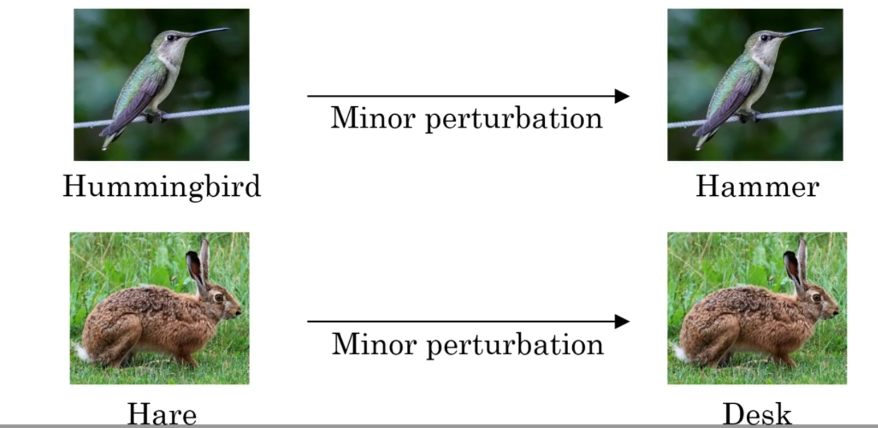 Minor perturbation
Hummingbird
Hammer
Minor perturbation
Hare
Desk